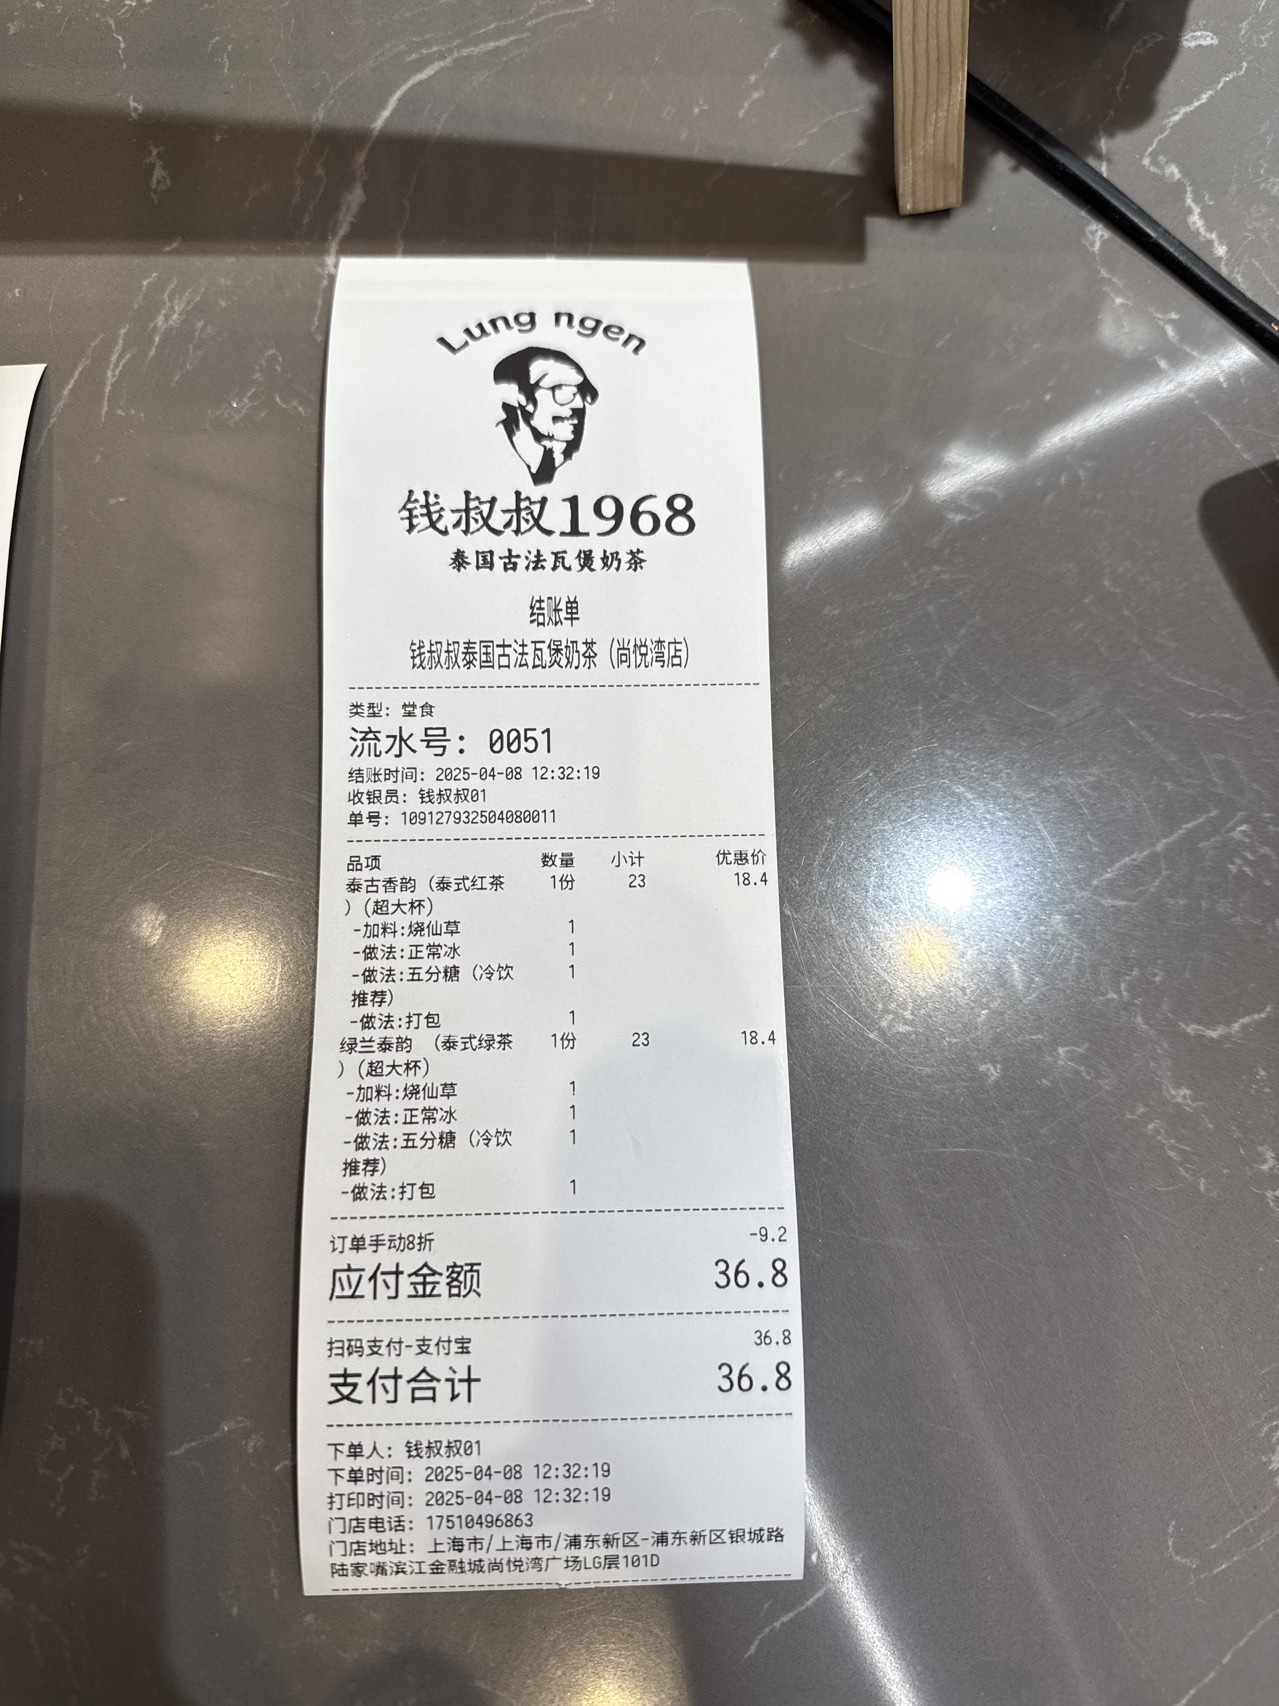 Lung ngen
钱叔叔1968
泰国古法瓦煲奶茶
结账单
钱叔叔泰国古法瓦煲奶茶（尚悦湾店）
类型: 堂食
流水号: 0051
结账时间: 2025-04-08 12:32:19
收银员: 钱叔叔01
单号: 109127932504080011
品项 数量 小计 优惠价
泰古香韵（泰式红茶 1份 23 18.4
）(超大杯)
-加料:烧仙草 1
-做法:正常冰 1
-做法:五分糖（冷饮 1
推荐）
-做法:打包 1
绿兰泰韵 （泰式绿茶 1份 23 18.4
）(超大杯)
-加料:烧仙草 1
-做法:正常冰 1
-做法:五分糖（冷饮 1
推荐）
-做法:打包 1
订单手动8折 -9.2
应付金额 36.8
扫码支付-支付宝 36.8
支付合计 36.8
下单人: 钱叔叔01
下单时间: 2025-04-08 12:32:19
打印时间: 2025-04-08 12:32:19
门店电话: 17510496863
门店地址: 上海市/上海市/浦东新区-浦东新区银城路
陆家嘴滨江金融城尚悦湾广场LG层101D